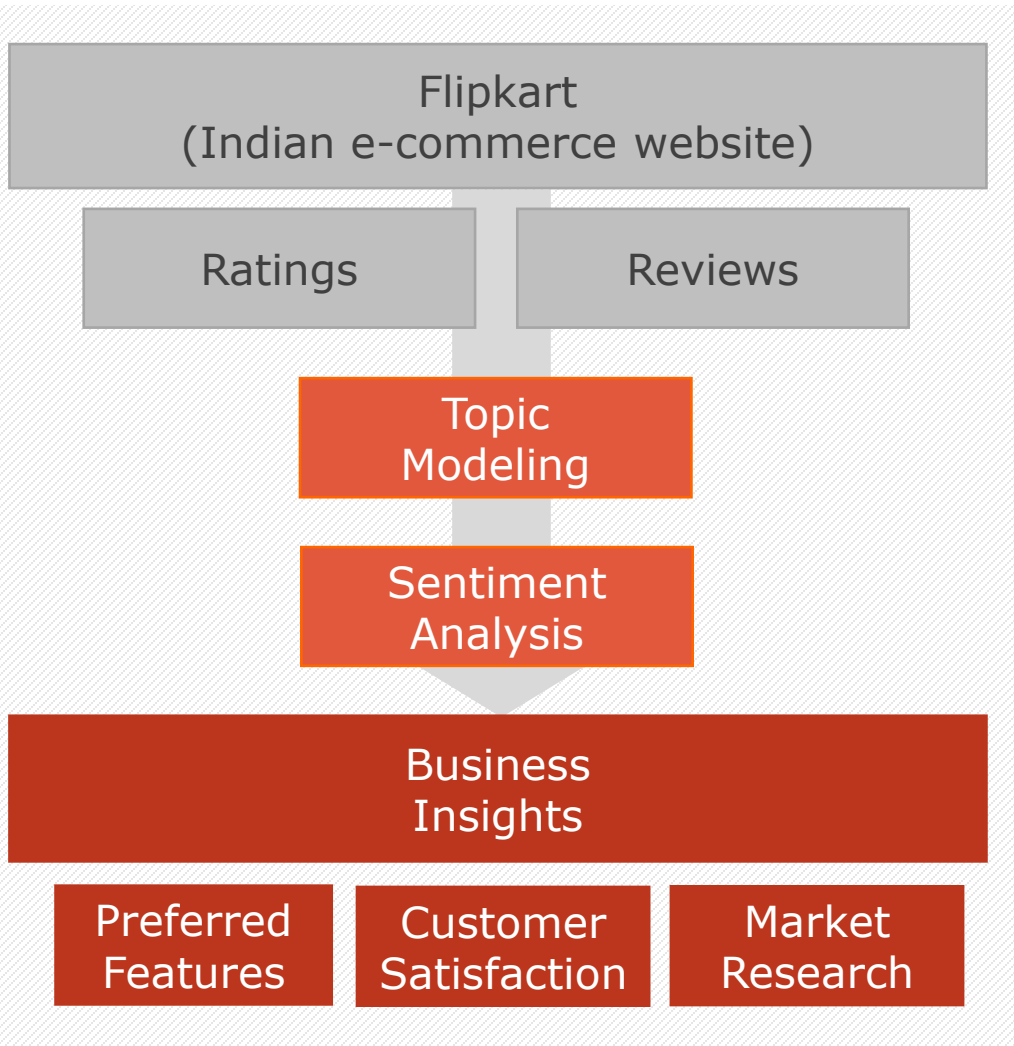 Flipkart
(Indian e-commerce website)
Ratings
Reviews
Topic
Modeling
Sentiment
Analysis
Business
Insights
Preferred
Features
Customer
Satisfaction
Market
Research